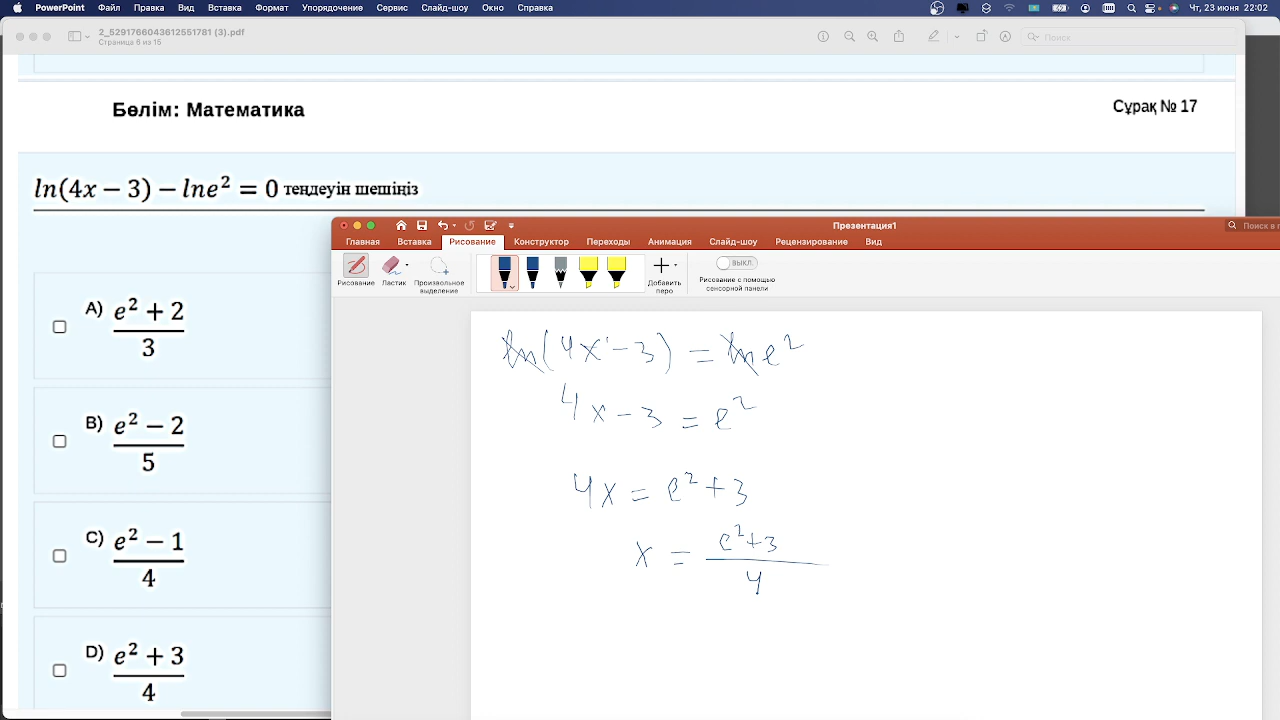 PowerPoint Файл Правка Вид Вставка Формат Упорядочение Сервис Слайд-шоу Окно Справка Чт, 23 июня 22:02
2_5291766043612551781 (3).pdf
Страница 6 из 15
Поиск
Бөлім: Математика
Сұрақ № 17
ln(4x − 3) − lne² = 0 теңдеуін шешіңіз
Презентация1
Поиск в
Главная Вставка Рисование Конструктор Переходы Анимация Слайд-шоу Рецензирование Вид
ВЫКЛ.
Рисование Ластик Произвольное выделение Добавить перо Рисование с помощью сенсорной панели
A) (e² + 2)/3
B) (e² − 2)/5
C) (e² − 1)/4
D) (e² + 3)/4
ln(4x−3) = lne²
4x−3 = e²
4x = e²+3
x = (e²+3)/4